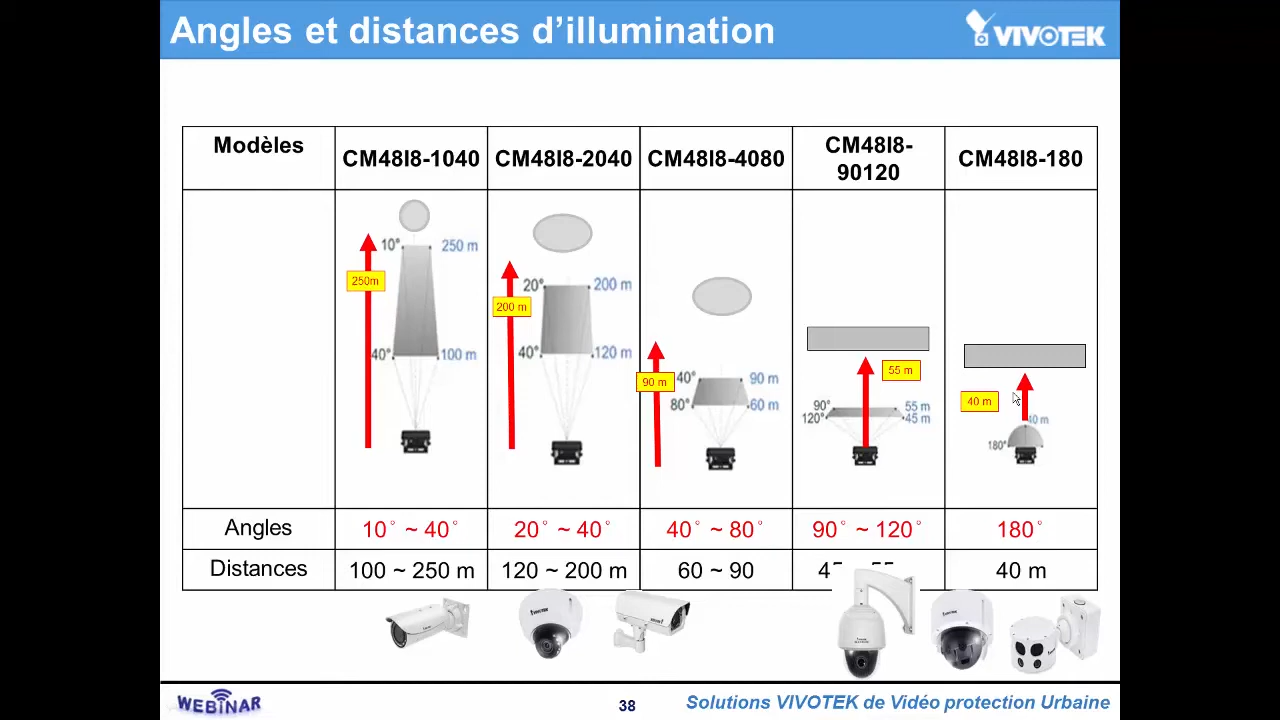 Angles et distances d’illumination
VIVOTEK
Modèles
CM48I8-1040
CM48I8-2040
CM48I8-4080
CM48I8-
90120
CM48I8-180
10° 250 m
250m
40° 100 m
20° 200 m
200 m
40° 120 m
40° 90 m
90 m
80° 60 m
55 m
90° 55 m
120° 45 m
40 m
40 m
180°
Angles
10° ~ 40°
20° ~ 40°
40° ~ 80°
90° ~ 120°
180°
Distances
100 ~ 250 m
120 ~ 200 m
60 ~ 90
40 m
VIVOTEK
WEBINAR
38
Solutions VIVOTEK de Vidéo protection Urbaine